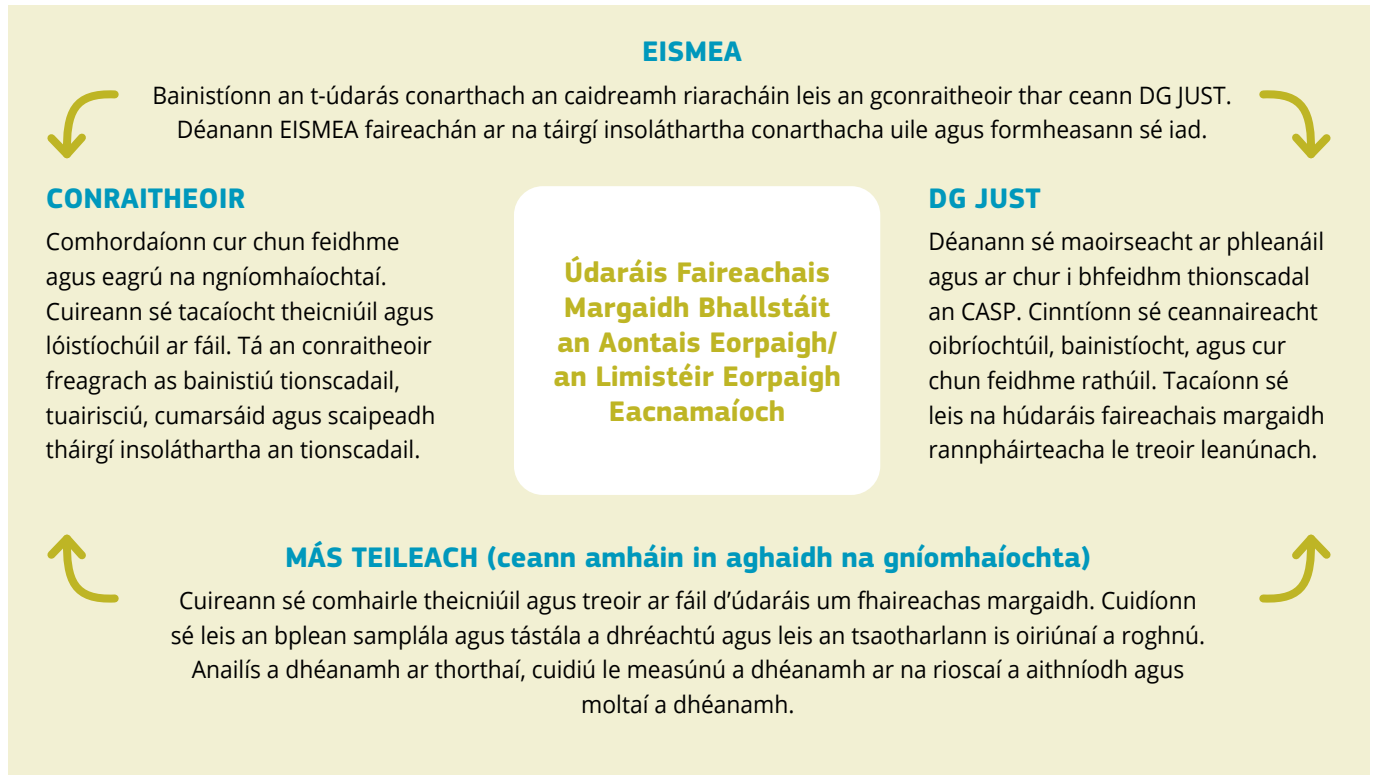 EISMEA
Bainistíonn an t-údarás conarthach an caidreamh riaracháin leis an gconraitheoir thar ceann DG JUST.
Déanann EISMEA faireachán ar na táirgí insoláthartha conarthacha uile agus formheasann sé iad.
CONRAITHEOIR
Comhordaíonn cur chun feidhme
agus eagrú na ngníomhaíochtaí.
Cuireann sé tacaíocht theicniúil agus
lóistíochúil ar fáil. Tá an conraitheoir
freagrach as bainistiú tionscadail,
tuairisciú, cumarsáid agus scaipeadh
tháirgí insoláthartha an tionscadail.
Údaráis Faireachais
Margaidh Bhallstáit
an Aontais Eorpaigh/
an Limistéir Eorpaigh
Eacnamaíoch
DG JUST
Déanann sé maoirseacht ar phleanáil
agus ar chur i bhfeidhm thionscadal
an CASP. Cinntíonn sé ceannaireacht
oibríochtúil, bainistíocht, agus cur
chun feidhme rathúil. Tacaíonn sé
leis na húdaráis faireachais margaidh
rannpháirteacha le treoir leanúnach.
MÁS TEILEACH (ceann amháin in aghaidh na gníomhaíochta)
Cuireann sé comhairle theicniúil agus treoir ar fáil d’údaráis um fhaireachas margaidh. Cuidíonn
sé leis an bplean samplála agus tástála a dhréachtú agus leis an tsaotharlann is oiriúnaí a roghnú.
Anailís a dhéanamh ar thorthaí, cuidiú le measúnú a dhéanamh ar na rioscaí a aithníodh agus
moltaí a dhéanamh.